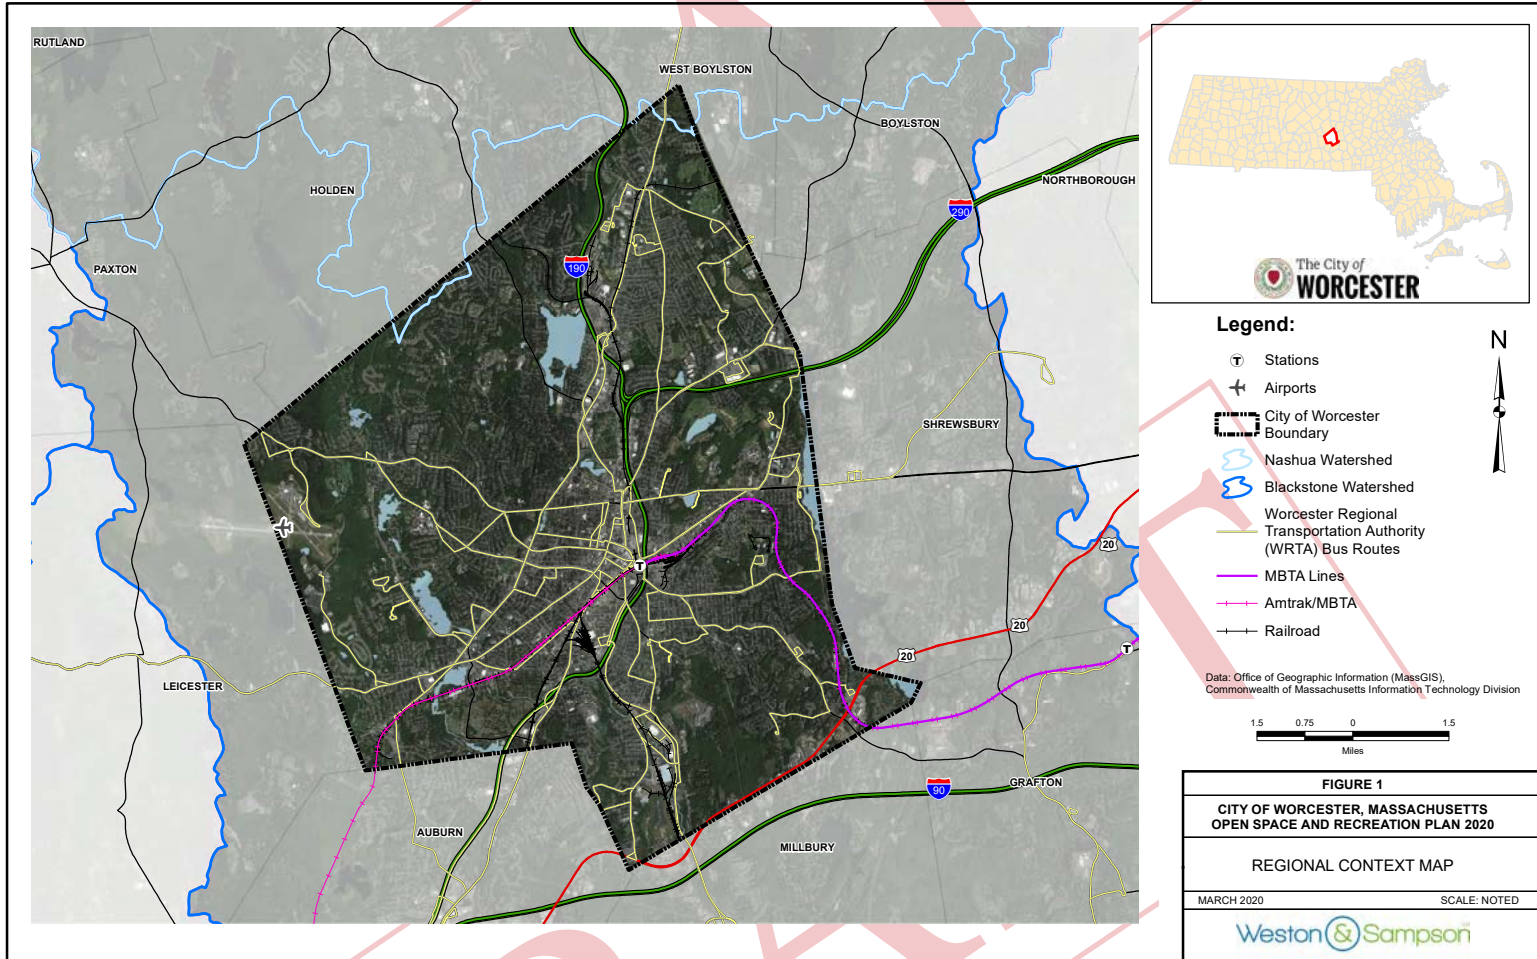 RUTLAND
WEST BOYLSTON
BOYLSTON
HOLDEN
NORTHBOROUGH
290
190
PAXTON
SHREWSBURY
T
20
20
20
T
LEICESTER
90
GRAFTON
AUBURN
MILLBURY
The City of
WORCESTER
Legend:
N
T Stations
Airports
City of Worcester
Boundary
Nashua Watershed
Blackstone Watershed
Worcester Regional
Transportation Authority
(WRTA) Bus Routes
MBTA Lines
Amtrak/MBTA
Railroad
Data: Office of Geographic Information (MassGIS),
Commonwealth of Massachusetts Information Technology Division
1.5 0.75 0 1.5
Miles
FIGURE 1
CITY OF WORCESTER, MASSACHUSETTS
OPEN SPACE AND RECREATION PLAN 2020
REGIONAL CONTEXT MAP
MARCH 2020 SCALE: NOTED
Weston & Sampson